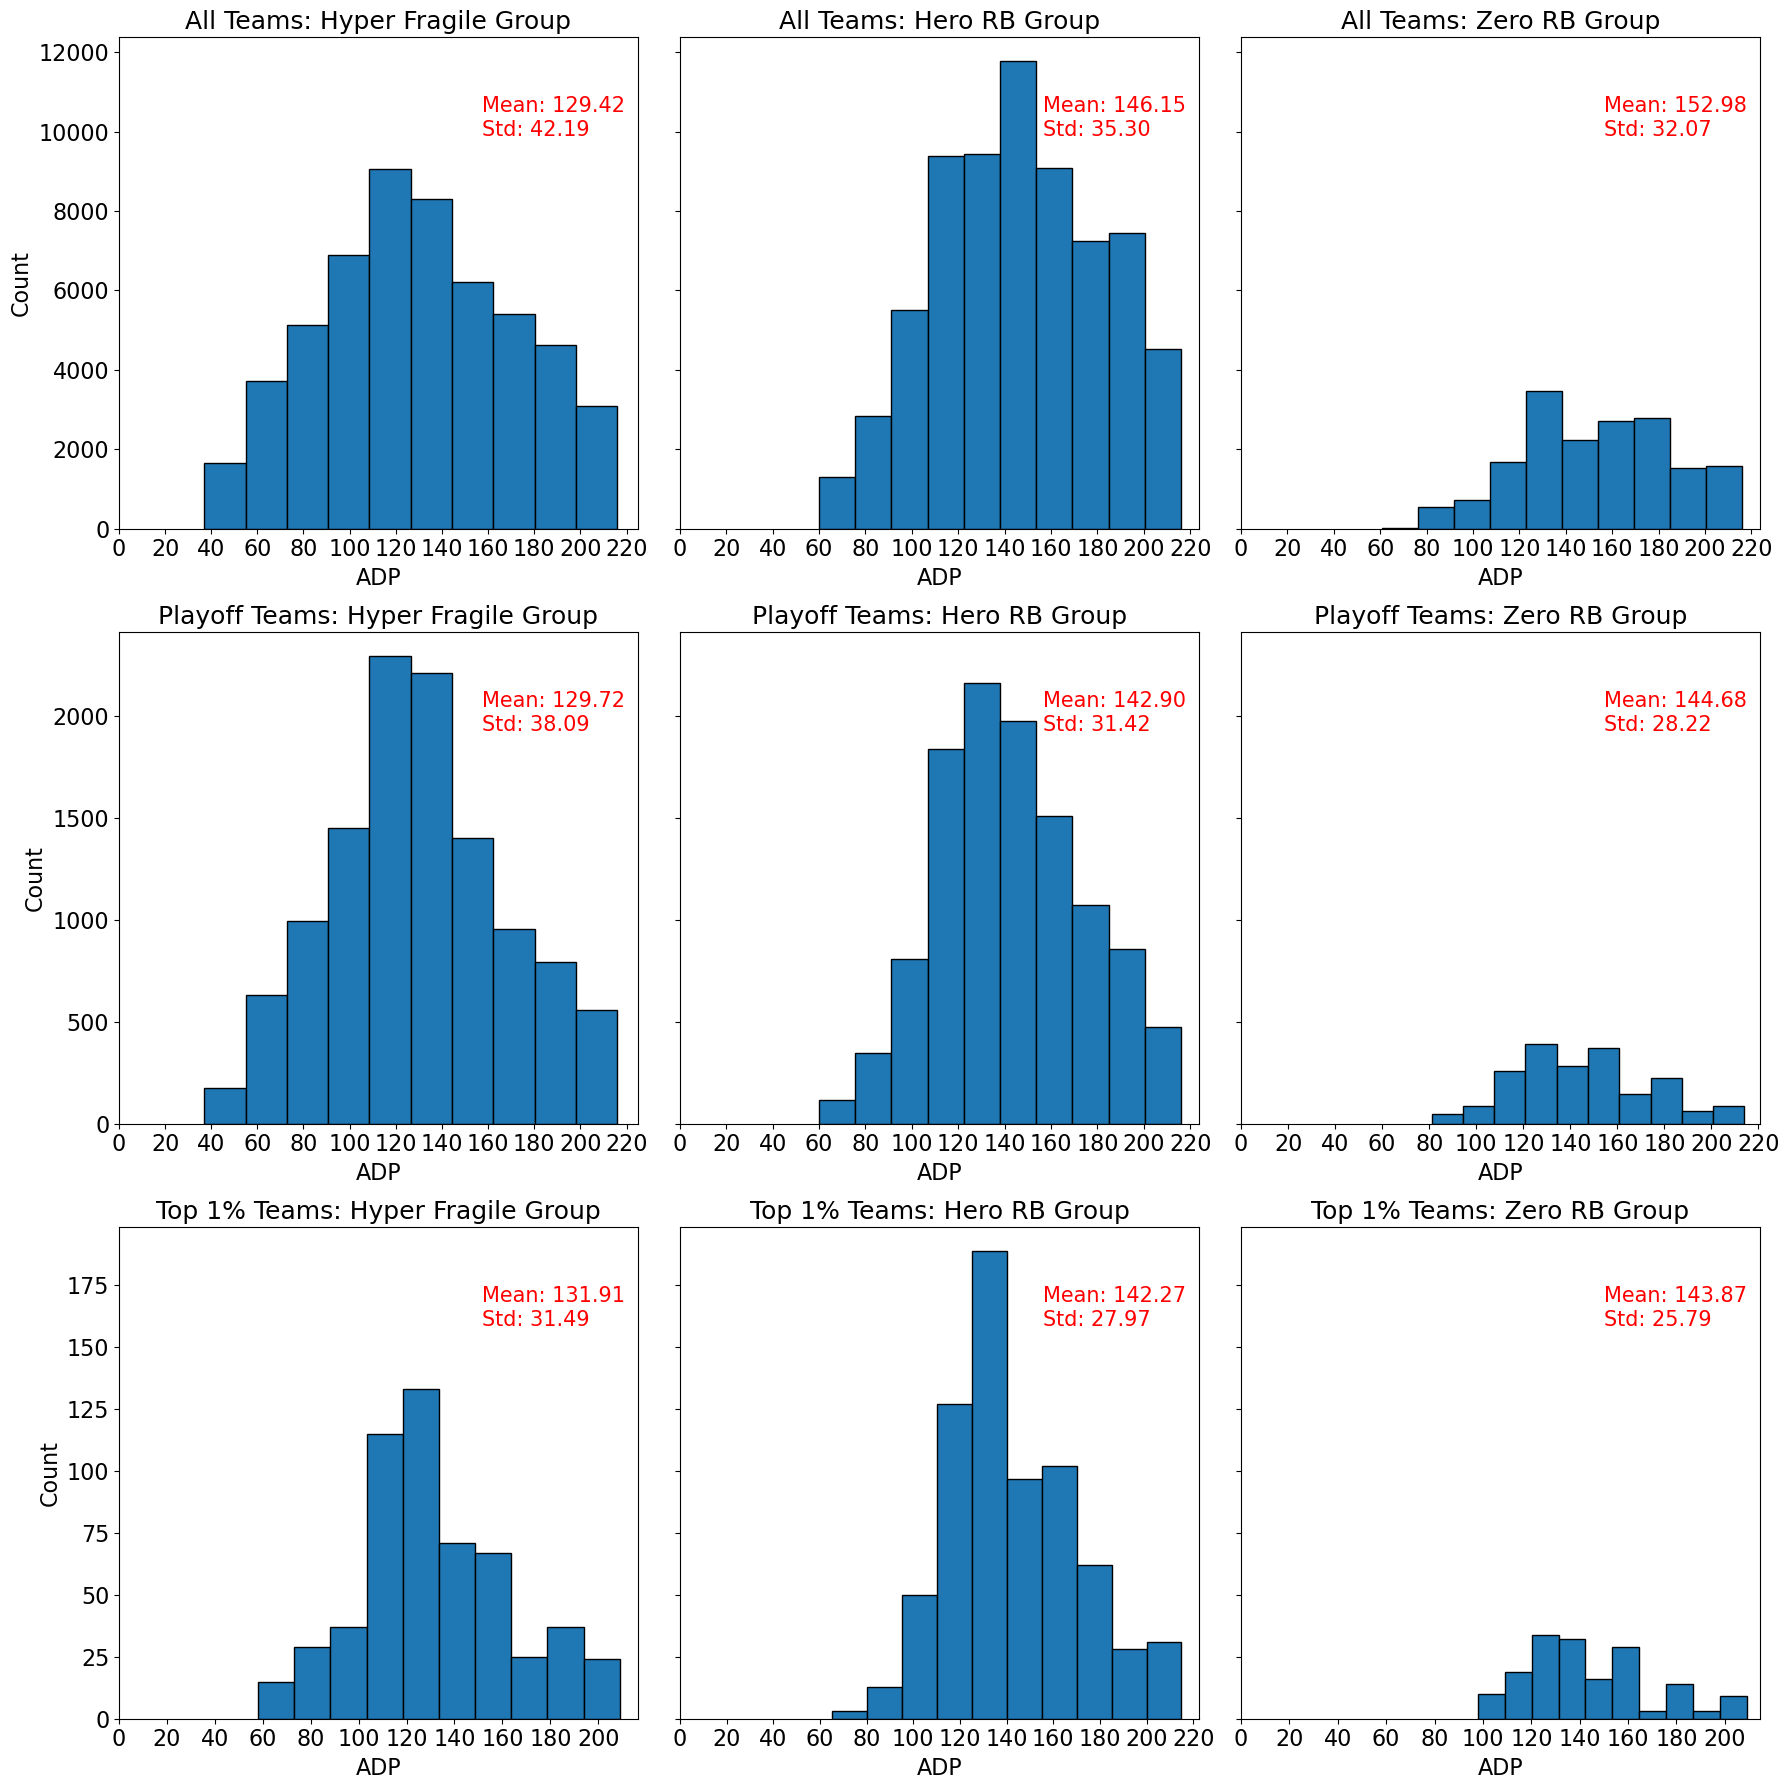 All Teams: Hyper Fragile Group
All Teams: Hero RB Group
All Teams: Zero RB Group
12000
10000
8000
6000
4000
2000
0
Count
Mean: 129.42
Std: 42.19
Mean: 146.15
Std: 35.30
Mean: 152.98
Std: 32.07
0 20 40 60 80 100 120 140 160 180 200 220
0 20 40 60 80 100 120 140 160 180 200 220
0 20 40 60 80 100 120 140 160 180 200 220
ADP
ADP
ADP
Playoff Teams: Hyper Fragile Group
Playoff Teams: Hero RB Group
Playoff Teams: Zero RB Group
2000
1500
1000
500
0
Count
Mean: 129.72
Std: 38.09
Mean: 142.90
Std: 31.42
Mean: 144.68
Std: 28.22
0 20 40 60 80 100 120 140 160 180 200 220
0 20 40 60 80 100 120 140 160 180 200 220
0 20 40 60 80 100 120 140 160 180 200 220
ADP
ADP
ADP
Top 1% Teams: Hyper Fragile Group
Top 1% Teams: Hero RB Group
Top 1% Teams: Zero RB Group
175
150
125
100
75
50
25
0
Count
Mean: 131.91
Std: 31.49
Mean: 142.27
Std: 27.97
Mean: 143.87
Std: 25.79
0 20 40 60 80 100 120 140 160 180 200
0 20 40 60 80 100 120 140 160 180 200 220
0 20 40 60 80 100 120 140 160 180 200
ADP
ADP
ADP